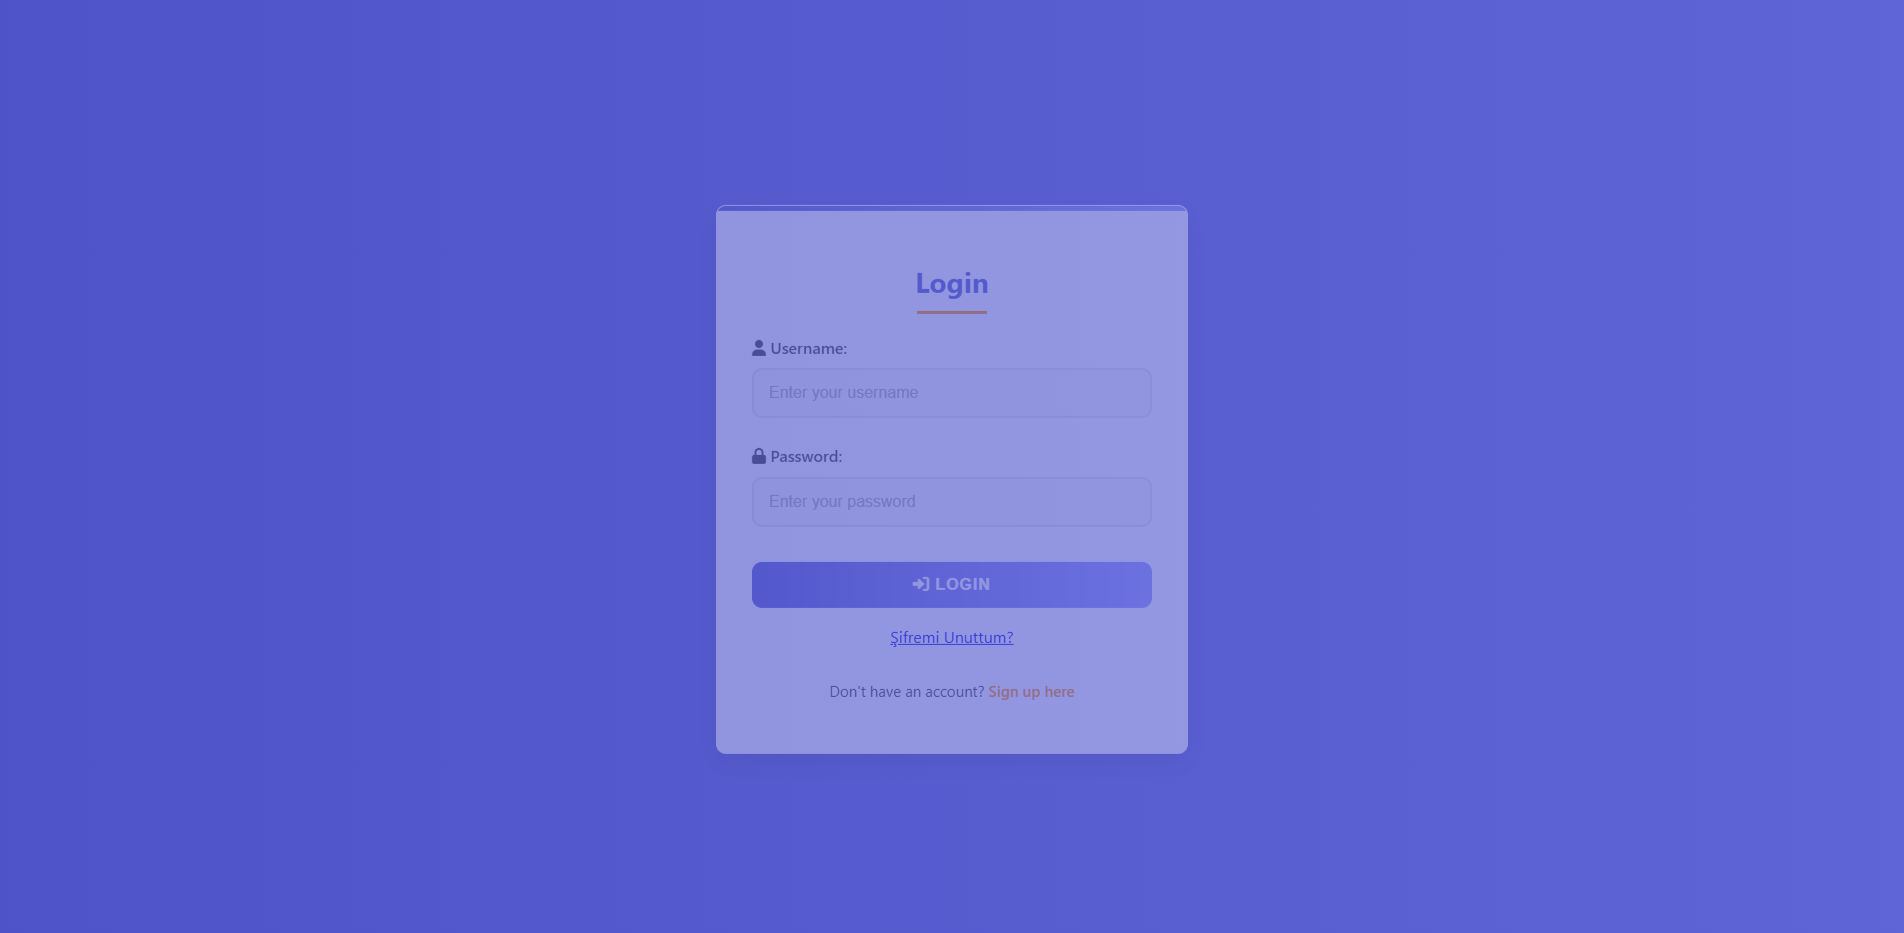 Login
Username:
Enter your username
Password:
Enter your password
LOGIN
Şifremi Unuttum?
Don't have an account? Sign up here